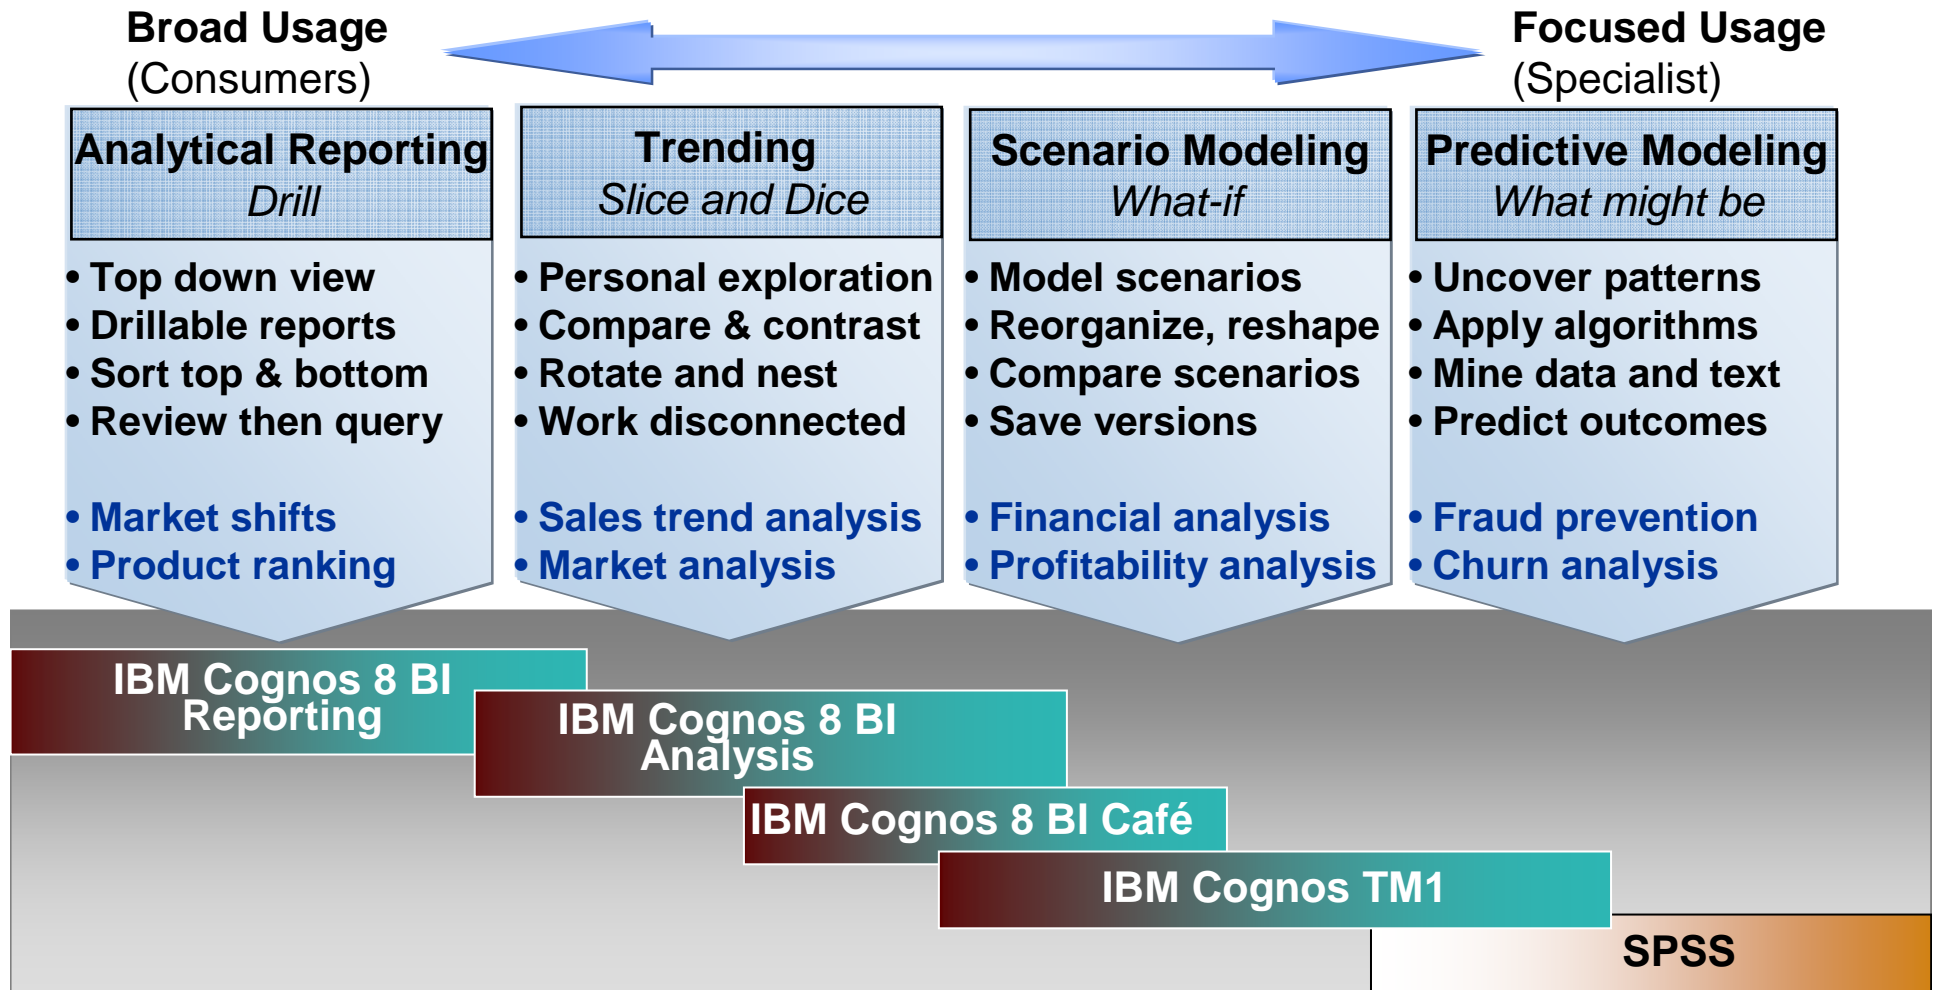 Broad Usage
(Consumers)
Focused Usage
(Specialist)
Analytical Reporting
Drill
• Top down view
• Drillable reports
• Sort top & bottom
• Review then query
• Market shifts
• Product ranking
Trending
Slice and Dice
• Personal exploration
• Compare & contrast
• Rotate and nest
• Work disconnected
• Sales trend analysis
• Market analysis
Scenario Modeling
What-if
• Model scenarios
• Reorganize, reshape
• Compare scenarios
• Save versions
• Financial analysis
• Profitability analysis
Predictive Modeling
What might be
• Uncover patterns
• Apply algorithms
• Mine data and text
• Predict outcomes
• Fraud prevention
• Churn analysis
IBM Cognos 8 BI
Reporting
IBM Cognos 8 BI
Analysis
IBM Cognos 8 BI Café
IBM Cognos TM1
SPSS